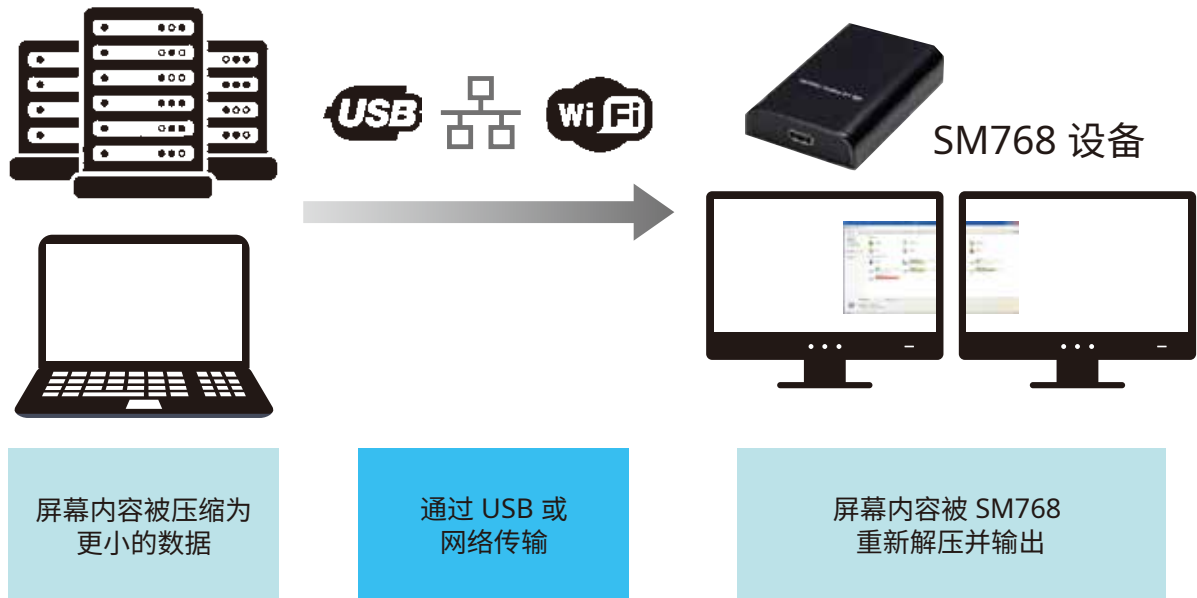 USB
Wi Fi
SM768 设备
屏幕内容被压缩为
更小的数据
通过 USB 或
网络传输
屏幕内容被 SM768
重新解压并输出